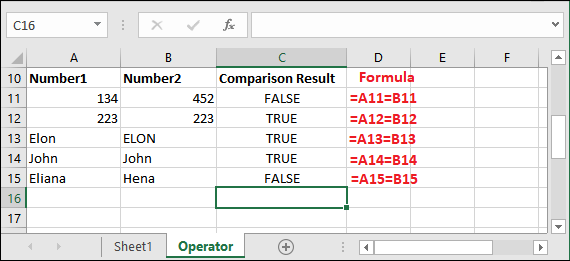 C16 fx
A B C D E F
10 Number1 Number2 Comparison Result Formula
11 134 452 FALSE =A11=B11
12 223 223 TRUE =A12=B12
13 Elon ELON TRUE =A13=B13
14 John John TRUE =A14=B14
15 Eliana Hena FALSE =A15=B15
16
17
Sheet1 Operator